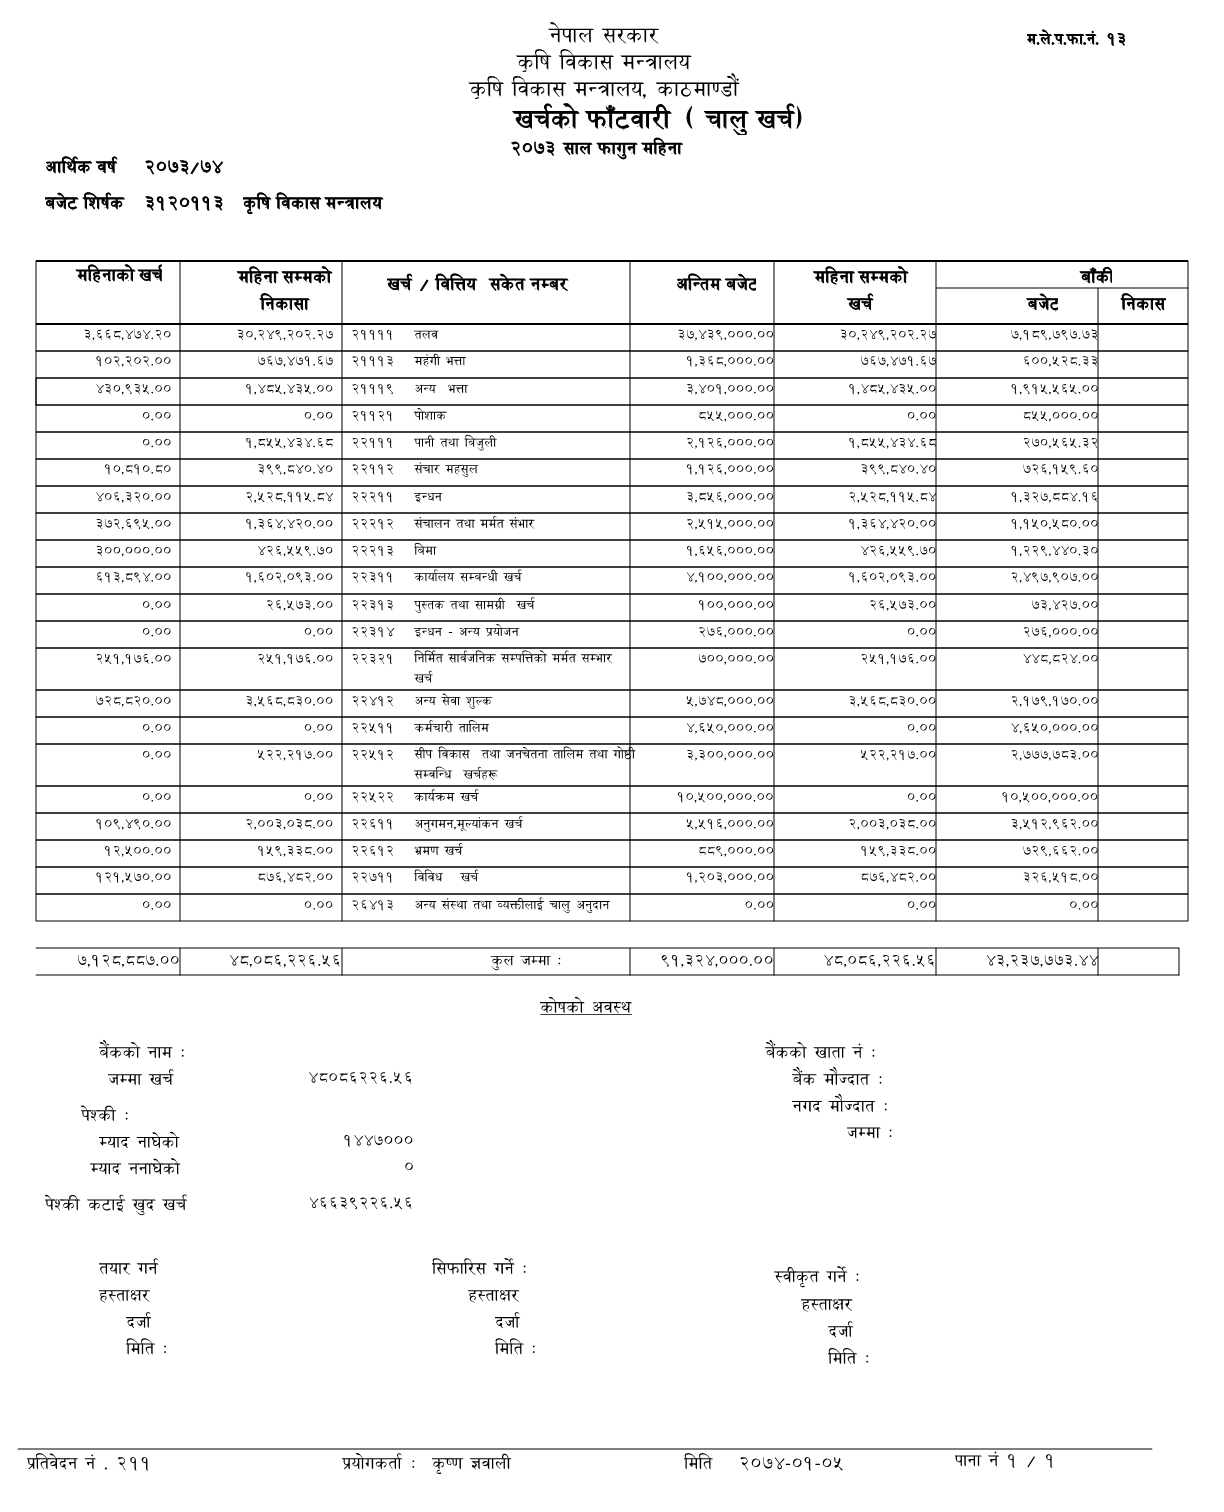 नेपाल सरकार
म.ले.प.फा.नं. १३
कृषि विकास मन्त्रालय
कृषि विकास मन्त्रालय, काठमाण्डौं
खर्चको फाँटवारी ( चालु खर्च)
२०७३ साल फागुन महिना
आर्थिक वर्ष २०७३/७४
बजेट शिर्षक ३१२०११३ कृषि विकास मन्त्रालय
महिनाको खर्च महिना सम्मको निकासा खर्च / वित्तिय सकेत नम्बर अन्तिम बजेट महिना सम्मको खर्च बाँकी बजेट निकास
३,६६८,४७४.२० ३०,२४९,२०२.२७ २११११ तलव ३७,४३९,०००.०० ३०,२४९,२०२.२७ ७,१८९,७९७.७३
१०२,२०२.०० ७६७,४७१.६७ २१११३ महंगी भत्ता १,३६८,०००.०० ७६७,४७१.६७ ६००,५२८.३३
४३०,९३५.०० १,४८५,४३५.०० २१११९ अन्य भत्ता ३,४०१,०००.०० १,४८५,४३५.०० १,९१५,५६५.००
०.०० ०.०० २११२१ पोशाक ८५५,०००.०० ०.०० ८५५,०००.००
०.०० १,८५५,४३४.६८ २२१११ पानी तथा बिजुली २,१२६,०००.०० १,८५५,४३४.६८ २७०,५६५.३२
१०,८१०.८० ३९९,८४०.४० २२११२ संचार महसुल १,१२६,०००.०० ३९९,८४०.४० ७२६,१५९.६०
४०६,३२०.०० २,५२८,११५.८४ २२२११ इन्धन ३,८५६,०००.०० २,५२८,११५.८४ १,३२७,८८४.१६
३७२,६९५.०० १,३६४,४२०.०० २२२१२ संचालन तथा मर्मत संभार २,५१५,०००.०० १,३६४,४२०.०० १,१५०,५८०.००
३००,०००.०० ४२६,५५९.७० २२२१३ बिमा १,६५६,०००.०० ४२६,५५९.७० १,२२९,४४०.३०
६१३,८९४.०० १,६०२,०९३.०० २२३११ कार्यालय सम्बन्धी खर्च ४,१००,०००.०० १,६०२,०९३.०० २,४९७,९०७.००
०.०० २६,५७३.०० २२३१३ पुस्तक तथा सामग्री खर्च १००,०००.०० २६,५७३.०० ७३,४२७.००
०.०० ०.०० २२३१४ इन्धन - अन्य प्रयोजन २७६,०००.०० ०.०० २७६,०००.००
२५१,१७६.०० २५१,१७६.०० २२३२१ निर्मित सार्बजनिक सम्पत्तिको मर्मत सम्भार ७००,०००.०० २५१,१७६.०० ४४८,८२४.००
खर्च
७२८,८२०.०० ३,५६८,८३०.०० २२४१२ अन्य सेवा शुल्क ५,७४८,०००.०० ३,५६८,८३०.०० २,१७९,१७०.००
०.०० ०.०० २२५११ कर्मचारी तालिम ४,६५०,०००.०० ०.०० ४,६५०,०००.००
०.०० ५२२,२१७.०० २२५१२ सीप विकास तथा जनचेतना तालिम तथा गोष्ठी ३,३००,०००.०० ५२२,२१७.०० २,७७७,७८३.००
सम्बन्धि खर्चहरू
०.०० ०.०० २२५२२ कार्यक्रम खर्च १०,५००,०००.०० ०.०० १०,५००,०००.००
१०९,४९०.०० २,००३,०३८.०० २२६११ अनुगमन,मूल्यांकन खर्च ५,५१६,०००.०० २,००३,०३८.०० ३,५१२,९६२.००
१२,५००.०० १५९,३३८.०० २२६१२ भ्रमण खर्च ८८९,०००.०० १५९,३३८.०० ७२९,६६२.००
१२१,५७०.०० ८७६,४८२.०० २२७११ विविध खर्च १,२०३,०००.०० ८७६,४८२.०० ३२६,५१८.००
०.०० ०.०० २६४१३ अन्य संस्था तथा व्यक्तीलाई चालु अनुदान ०.०० ०.०० ०.००
७,१२८,८८७.०० ४८,०८६,२२६.५६ कुल जम्मा : ९१,३२४,०००.०० ४८,०८६,२२६.५६ ४३,२३७,७७३.४४
कोषको अवस्थ
बैंकको नाम : बैंकको खाता नं :
जम्मा खर्च ४८०८६२२६.५६ बैंक मौज्दात :
पेश्की : नगद मौज्दात :
म्याद नाघेको १४४७००० जम्मा :
म्याद ननाघेको ०
पेश्की कटाई खुद खर्च ४६६३९२२६.५६
तयार गर्न सिफारिस गर्ने : स्वीकृत गर्ने :
हस्ताक्षर हस्ताक्षर हस्ताक्षर
दर्जा दर्जा दर्जा
मिति : मिति : मिति :
प्रतिवेदन नं . २११ प्रयोगकर्ता : कृष्ण ज्ञवाली मिति २०७४-०१-०५ पाना नं १ / १